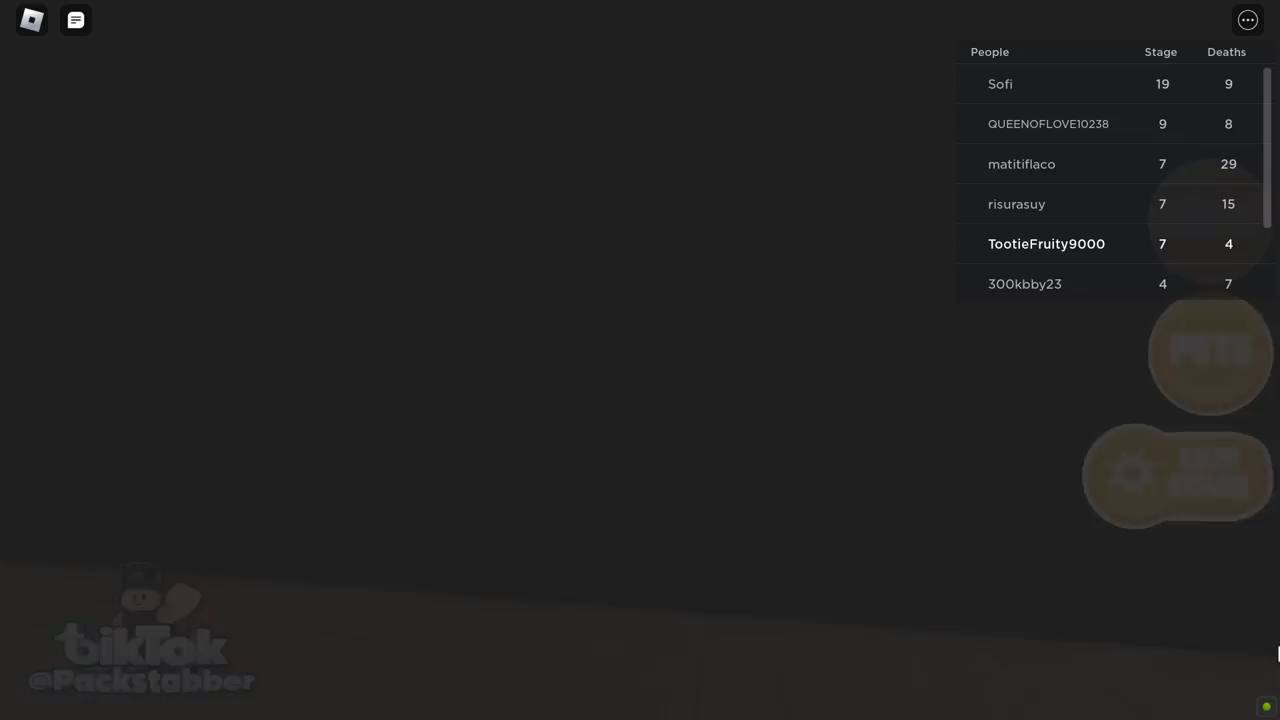 People Stage Deaths
Sofi 19 9
QUEENOFLOVE10238 9 8
matitiflaco 7 29
risurasuy 7 15
TootieFruity9000 7 4
300kbby23 4 7
PETS
tikTok
@Packstabber